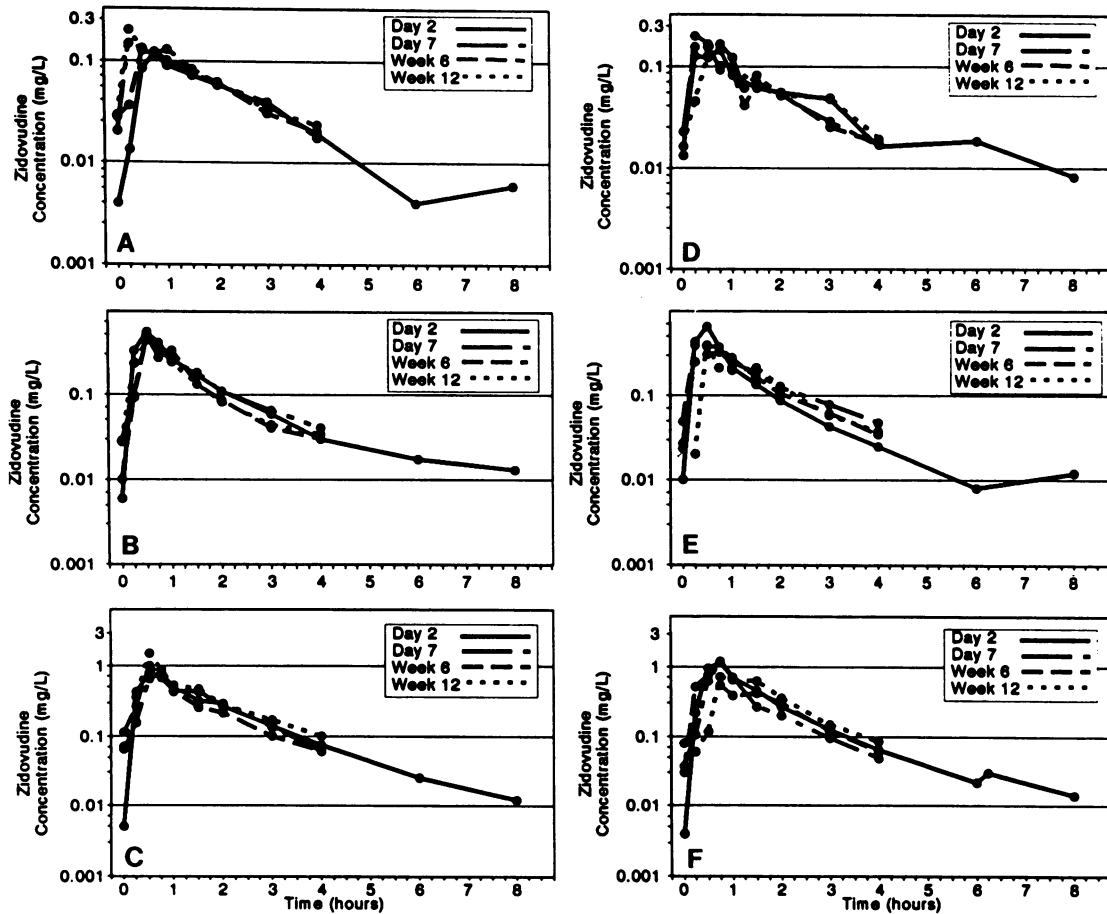 Zidovudine
Concentration (mg/L)
0.3
0.1
0.01
0.001
A
Day 2
Day 7
Week 6
Week 12
0 1 2 3 4 5 6 7 8
Zidovudine
Concentration (mg/L)
0.3
0.1
0.01
0.001
D
Day 2
Day 7
Week 6
Week 12
0 1 2 3 4 5 6 7 8
Zidovudine
Concentration (mg/L)
0.1
0.01
0.001
B
Day 2
Day 7
Week 6
Week 12
0 1 2 3 4 5 6 7 8
Zidovudine
Concentration (mg/L)
0.1
0.01
0.001
E
Day 2
Day 7
Week 6
Week 12
0 1 2 3 4 5 6 7 8
Zidovudine
Concentration (mg/L)
3
1
0.1
0.01
0.001
C
Day 2
Day 7
Week 6
Week 12
0 1 2 3 4 5 6 7 8
Time (hours)
Zidovudine
Concentration (mg/L)
3
1
0.1
0.01
0.001
F
Day 2
Day 7
Week 6
Week 12
0 1 2 3 4 5 6 7 8
Time (hours)